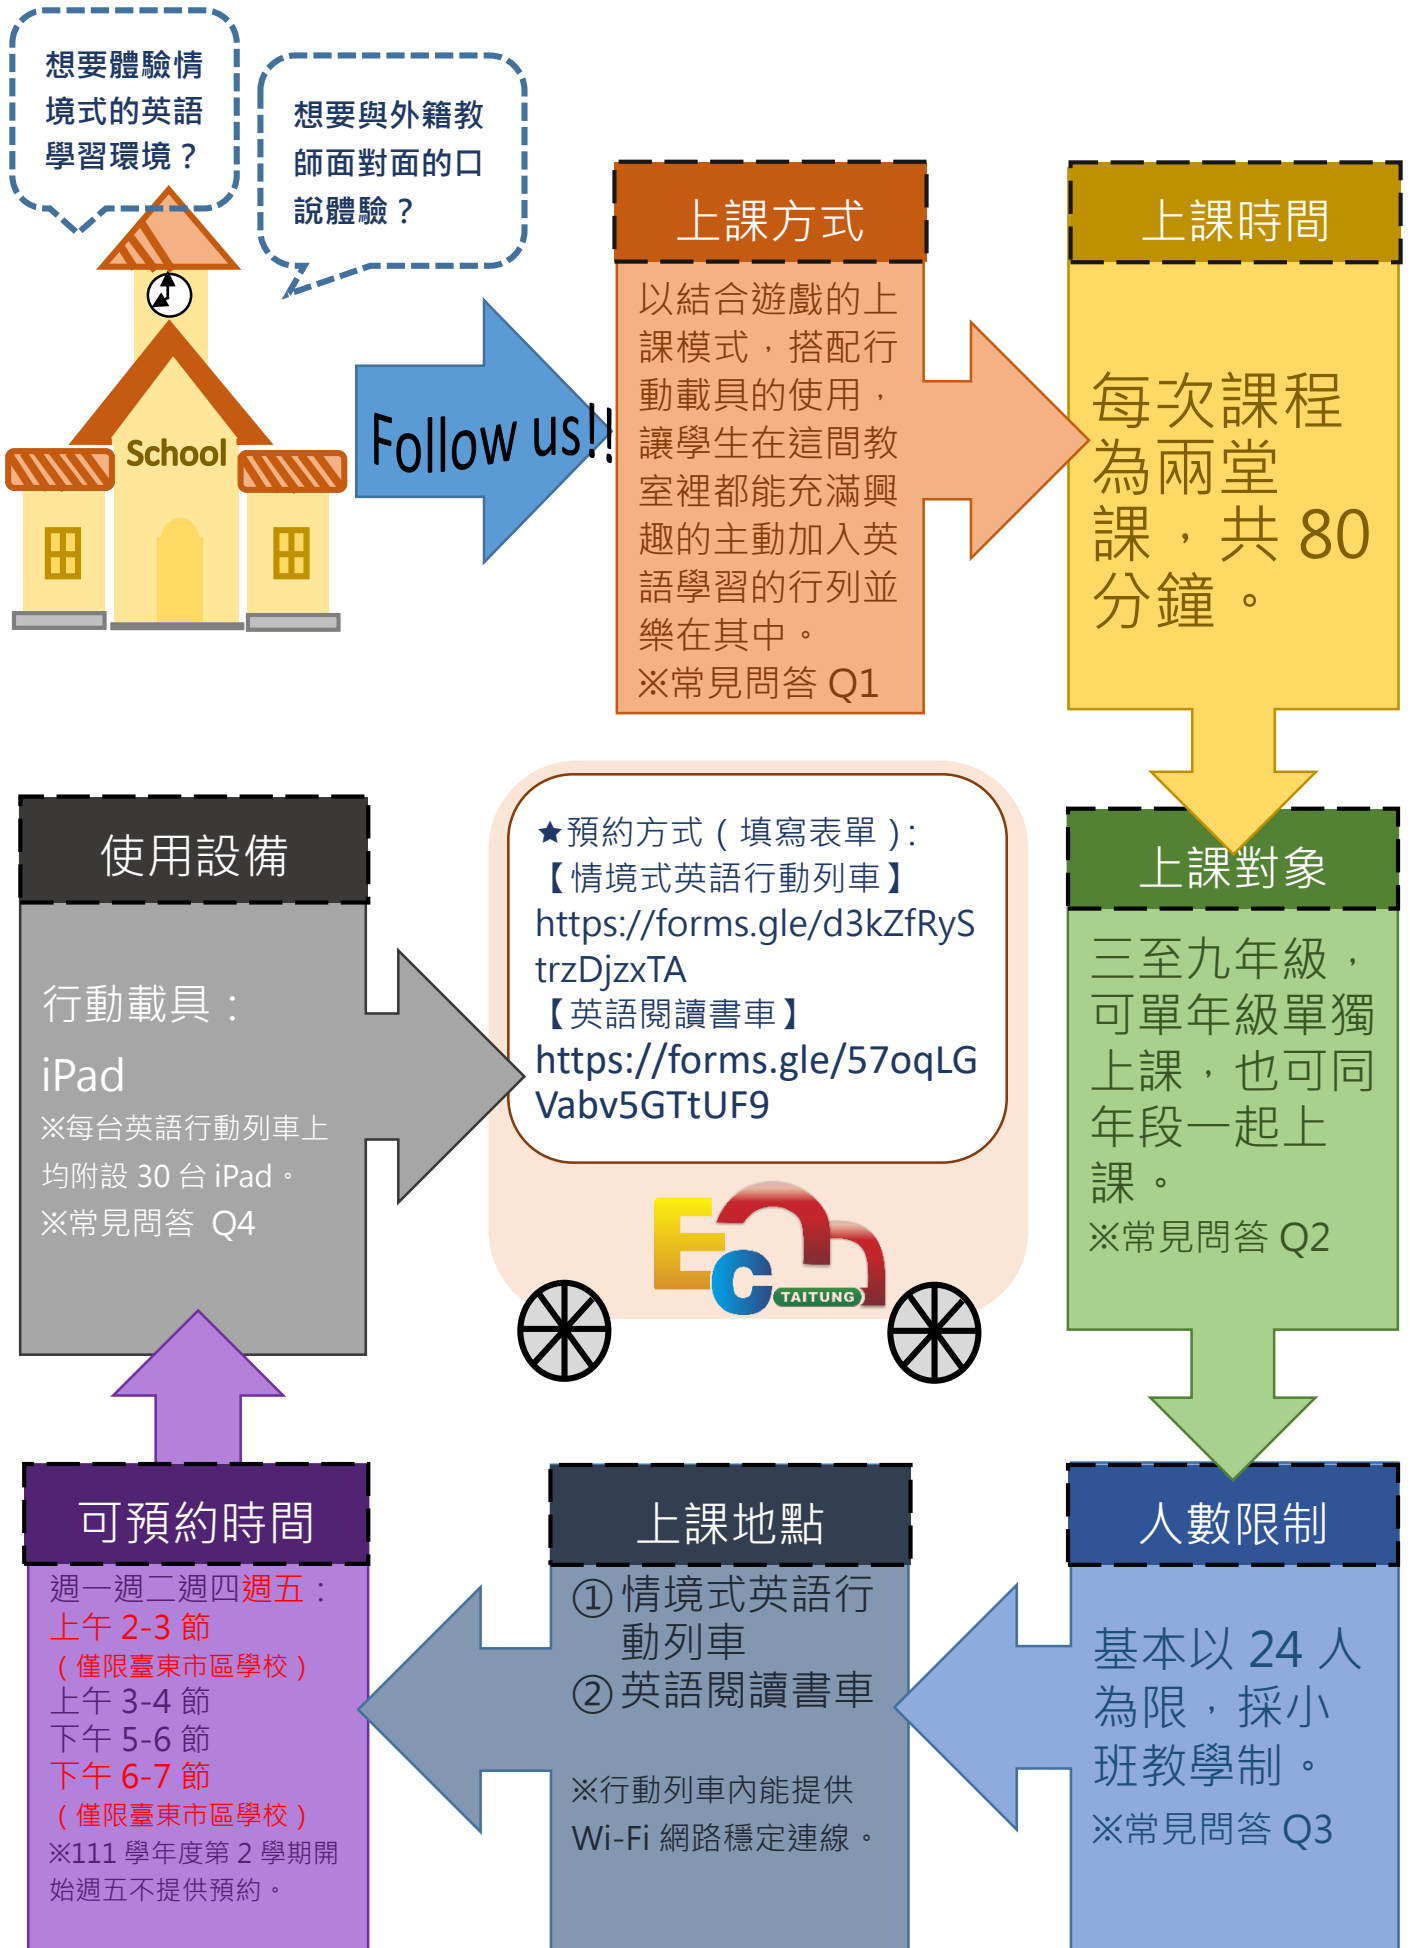 想要體驗情
境式的英語
學習環境？
想要與外籍教
師面對面的口
說體驗？
School
Follow us!!
上課方式
以結合遊戲的上
課模式，搭配行
動載具的使用，
讓學生在這間教
室裡都能充滿興
趣的主動加入英
語學習的行列並
樂在其中。
※常見問答 Q1
上課時間
每次課程
為兩堂
課，共 80
分鐘。
上課對象
三至九年級，
可單年級單獨
上課，也可同
年段一起上
課。
※常見問答 Q2
人數限制
基本以 24 人
為限，採小
班教學制。
※常見問答 Q3
上課地點
① 情境式英語行
動列車
② 英語閱讀書車
※行動列車內能提供
Wi-Fi 網路穩定連線。
可預約時間
週一週二週四週五：
上午 2-3 節
（僅限臺東市區學校）
上午 3-4 節
下午 5-6 節
下午 6-7 節
（僅限臺東市區學校）
※111 學年度第 2 學期開
始週五不提供預約。
使用設備
行動載具：
iPad
※每台英語行動列車上
均附設 30 台 iPad。
※常見問答 Q4
★預約方式（填寫表單）：
【情境式英語行動列車】
https://forms.gle/d3kZfRyS
trzDjzxTA
【英語閱讀書車】
https://forms.gle/57oqLG
Vabv5GTtUF9
EC
TAITUNG